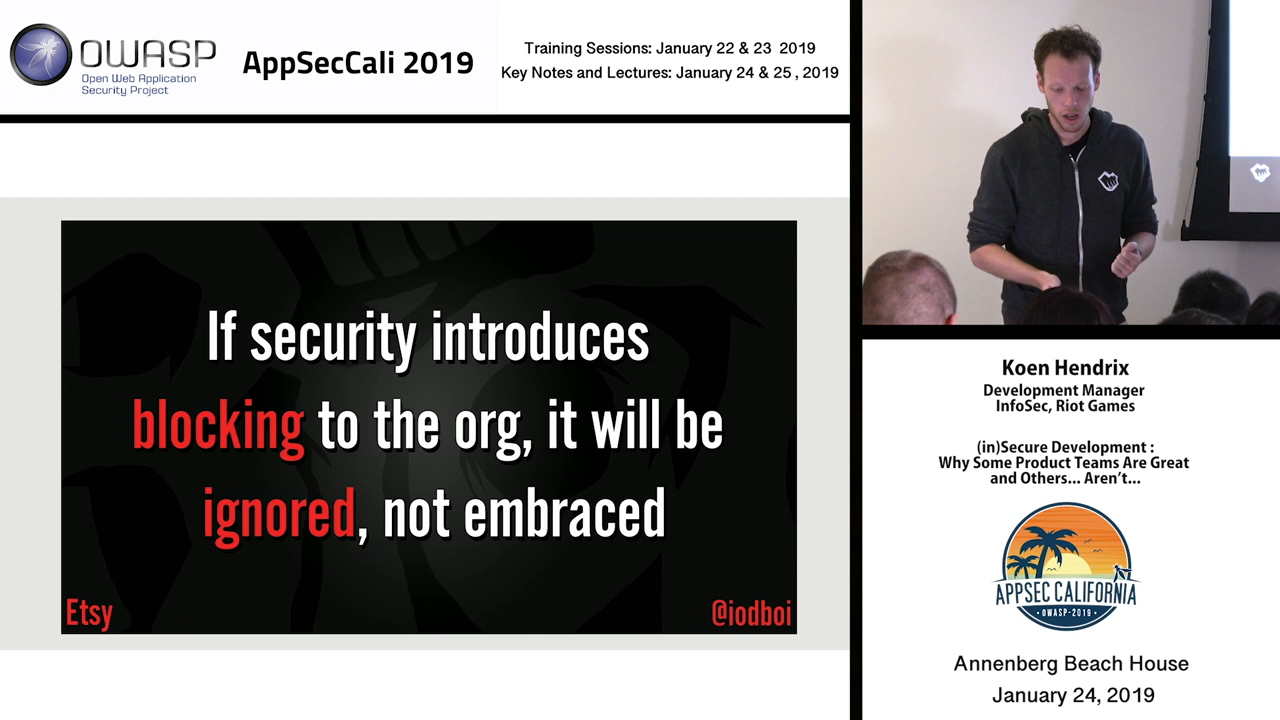 OWASP
Open Web Application
Security Project
AppSecCali 2019
Training Sessions: January 22 & 23 2019
Key Notes and Lectures: January 24 & 25, 2019
If security introduces
blocking to the org, it will be
ignored, not embraced
Etsy
@iodboi
Koen Hendrix
Development Manager
InfoSec, Riot Games
(in)Secure Development :
Why Some Product Teams Are Great
and Others... Aren't...
APPSEC CALIFORNIA
OWASP-2019
Annenberg Beach House
January 24, 2019